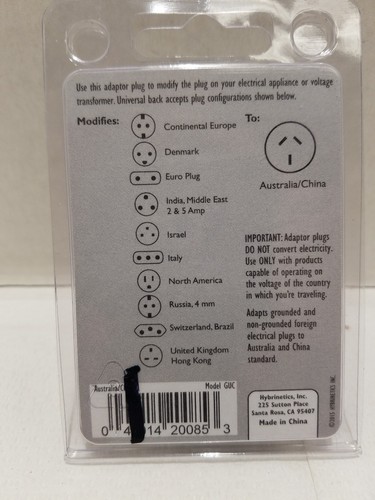 Use this adaptor plug to modify the plug on your electrical appliance or voltage
transformer. Universal back accepts plug configurations shown below.
Modifies:
Continental Europe
Denmark
Euro Plug
India, Middle East
2 & 5 Amp
Israel
Italy
North America
Russia, 4 mm
Switzerland, Brazil
United Kingdom
Hong Kong
To:
Australia/China
IMPORTANT: Adaptor plugs
DO NOT convert electricity.
Use ONLY with products
capable of operating on
the voltage of the country
in which you're traveling.
Adapts grounded and
non-grounded foreign
electrical plugs to
Australia and China
standard.
Model GUC
20085 3
Hybrinetics, Inc.
225 Sutton Place
Santa Rosa, CA 95407
Made in China
©2013 HYBRINETICS INC.